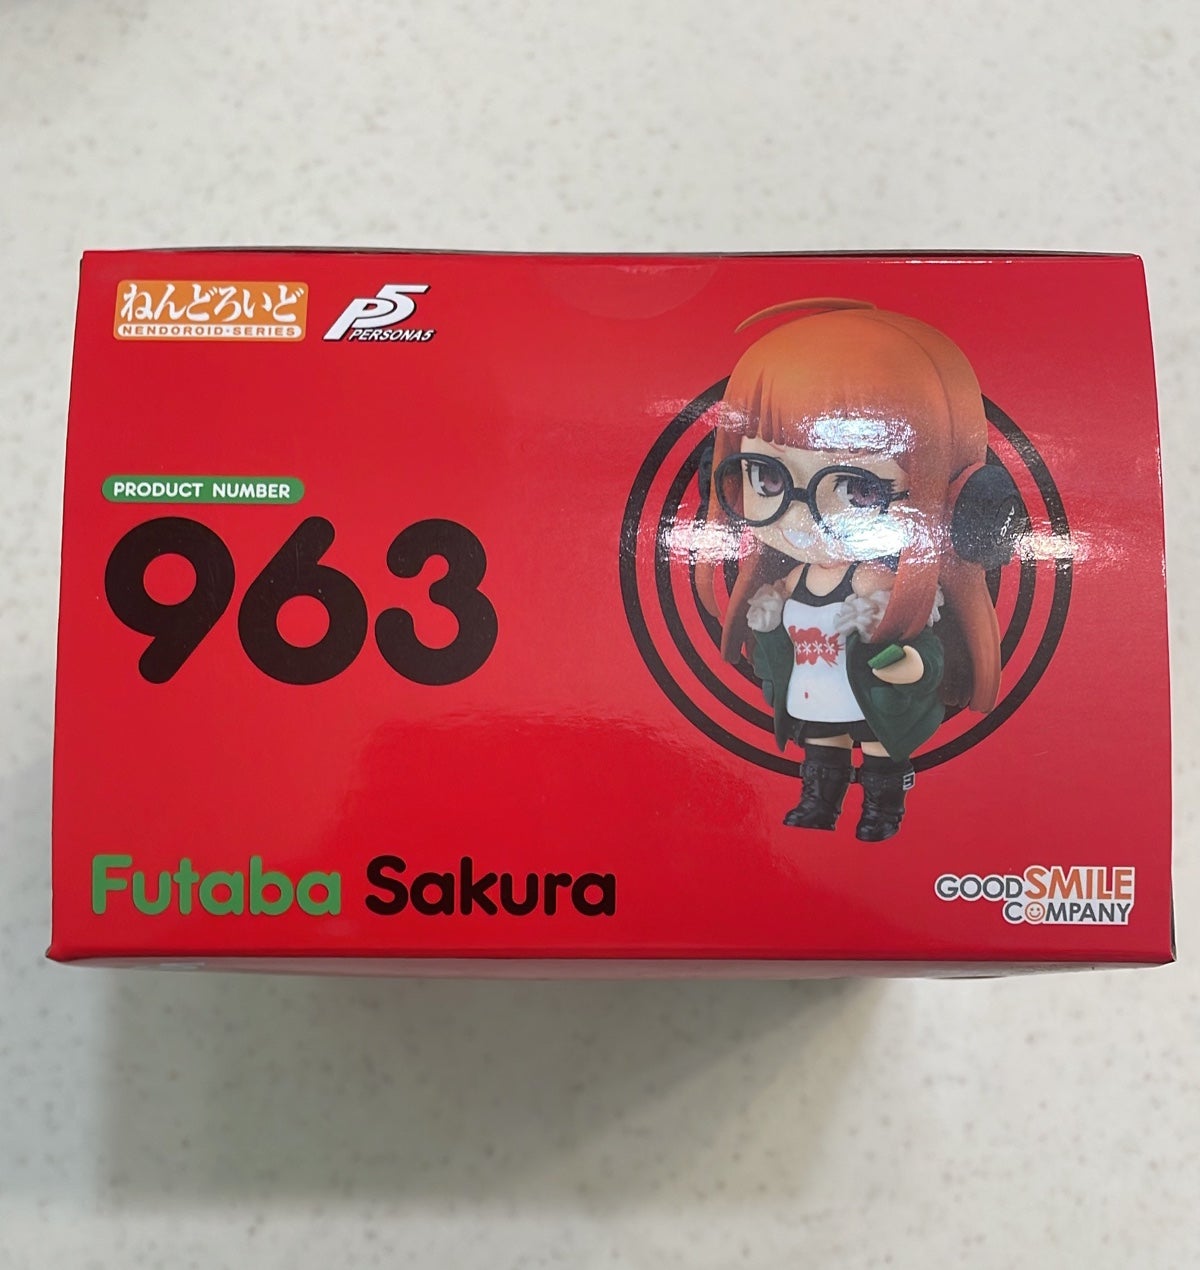 ねんどろいど
NENDOROID·SERIES
P5
PERSONA5
PRODUCT NUMBER
963
Futaba Sakura
GOOD SMILE
COMPANY